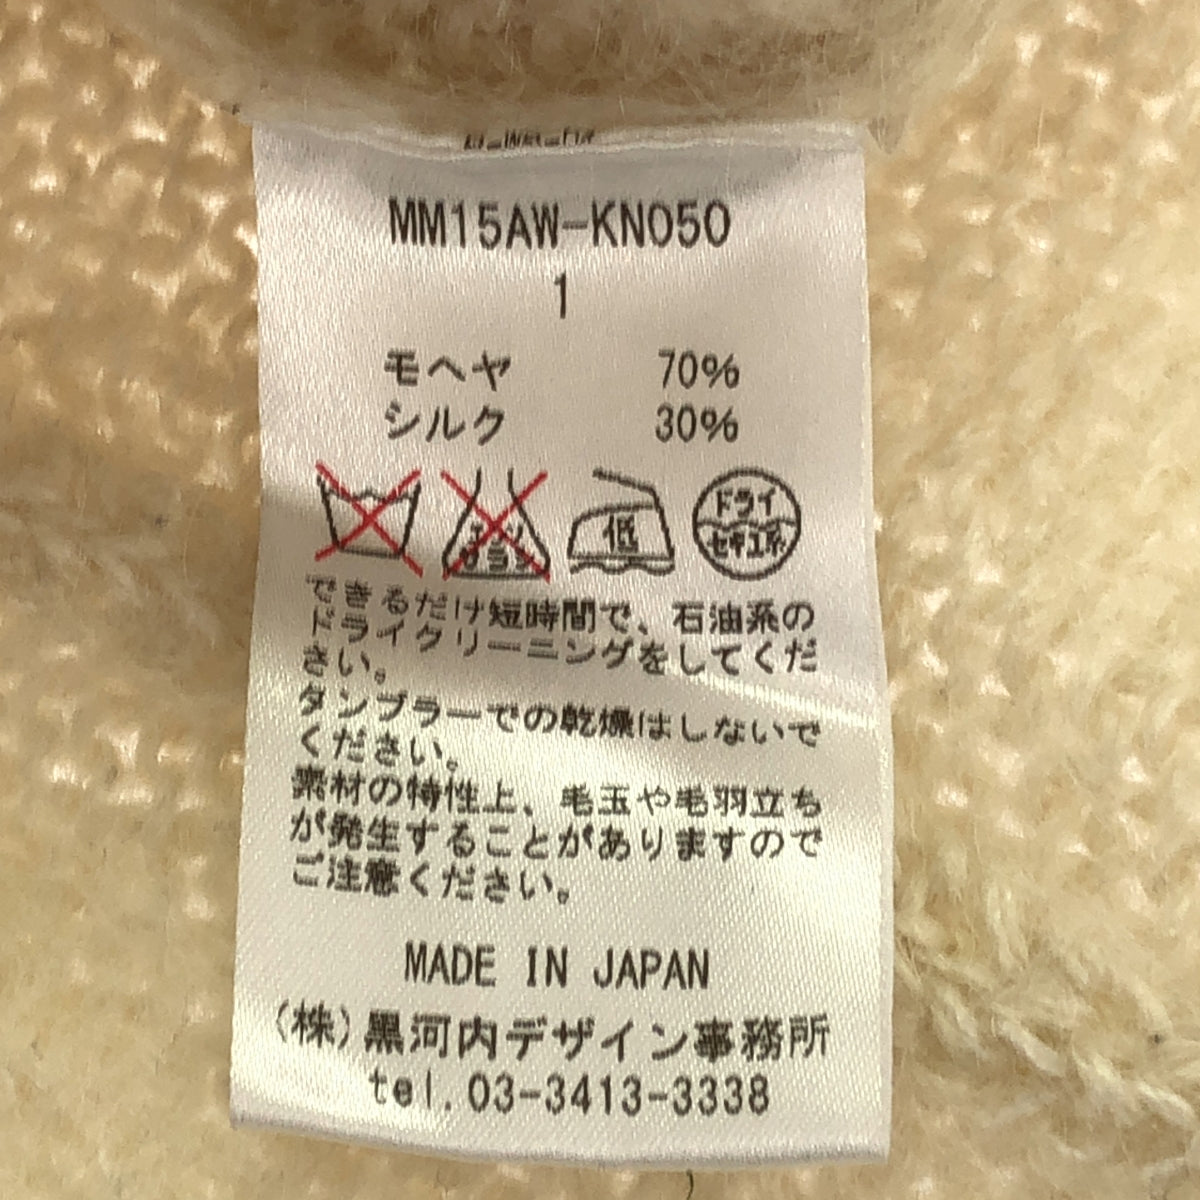 MM15AW-KN050
1
モヘヤ 70%
シルク 30%
エンソ
サラシ
低
ドライ
セキユ系
できるだけ短時間で、石油系の
ドライクリーニングをしてくだ
さい。
タンブラーでの乾燥はしないで
ください。
素材の特性上、毛玉や毛羽立ち
が発生することがありますので
ご注意ください。
MADE IN JAPAN
(株)黒河内デザイン事務所
tel.03-3413-3338